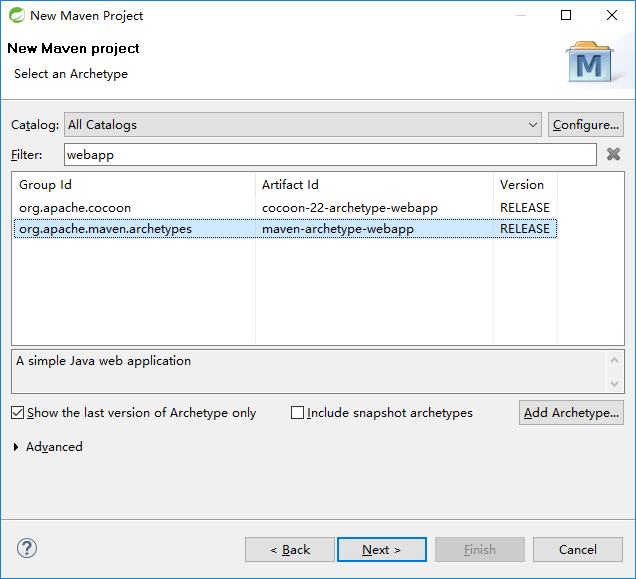 New Maven Project
New Maven project
Select an Archetype
M
Catalog: All Catalogs Configure...
Filter: webapp
Group Id Artifact Id Version
org.apache.cocoon cocoon-22-archetype-webapp RELEASE
org.apache.maven.archetypes maven-archetype-webapp RELEASE
A simple Java web application
Show the last version of Archetype only Include snapshot archetypes Add Archetype...
Advanced
? < Back Next > Finish Cancel